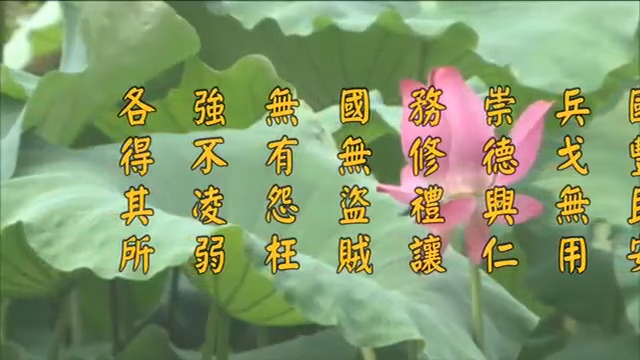 兵戈無用
崇德興仁
務修禮讓
國無盜賊
無有怨枉
強不凌弱
各得其所